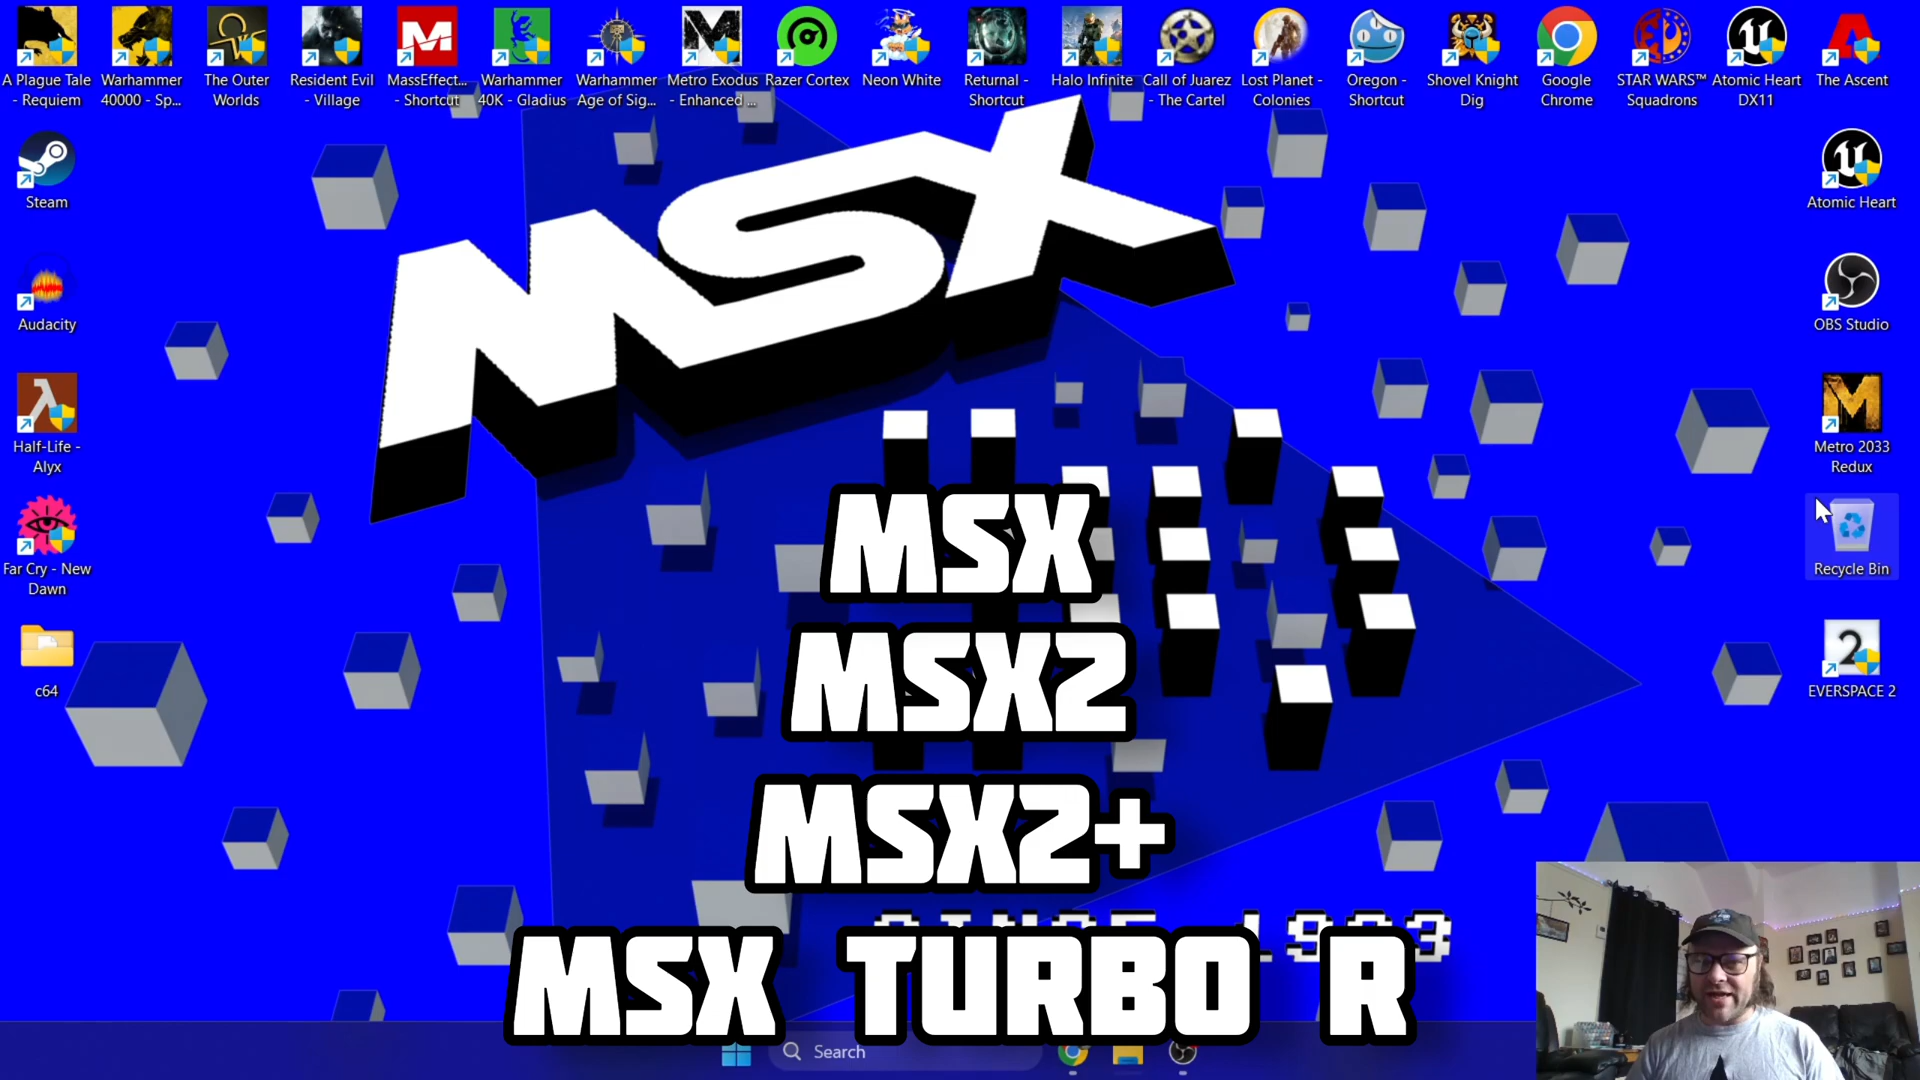 A Plague Tale
- Requiem
Warhammer
40000 - Sp...
The Outer
Worlds
Resident Evil
- Village
MassEffect...
- Shortcut
Warhammer
40K - Gladius
Warhammer
Age of Sig...
Metro Exodus
- Enhanced ...
Razer Cortex
Neon White
Returnal -
Shortcut
Halo Infinite
Call of Juarez
- The Cartel
Lost Planet -
Colonies
Oregon -
Shortcut
Shovel Knight
Dig
Google
Chrome
STAR WARS™
Squadrons
Atomic Heart
DX11
The Ascent
Steam
Atomic Heart
Audacity
OBS Studio
Half-Life -
Alyx
Metro 2033
Redux
Far Cry - New
Dawn
Recycle Bin
c64
EVERSPACE 2
MSX
MSX
MSX2
MSX2+
SINCE 1983
MSX TURBO R
Search